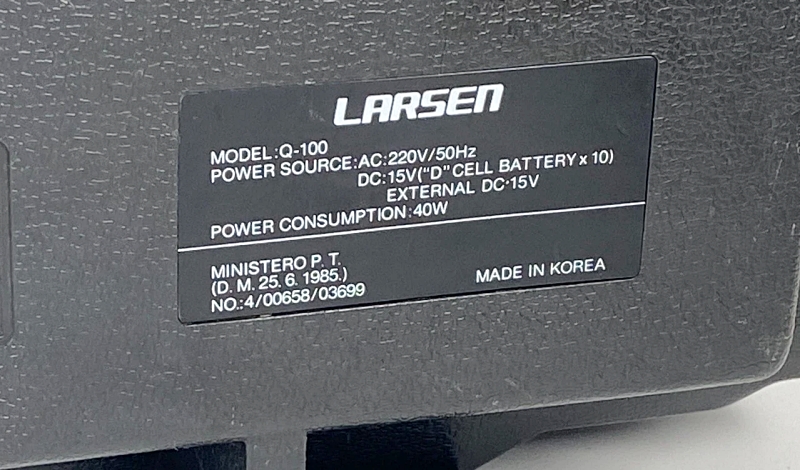 LARSEN
MODEL:Q-100
POWER SOURCE:AC:220V/50Hz
DC:15V("D"CELL BATTERY x 10)
EXTERNAL DC:15V
POWER CONSUMPTION:40W
MINISTERO P. T.
(D. M. 25. 6. 1985.)
NO.:4/00658/03699
MADE IN KOREA